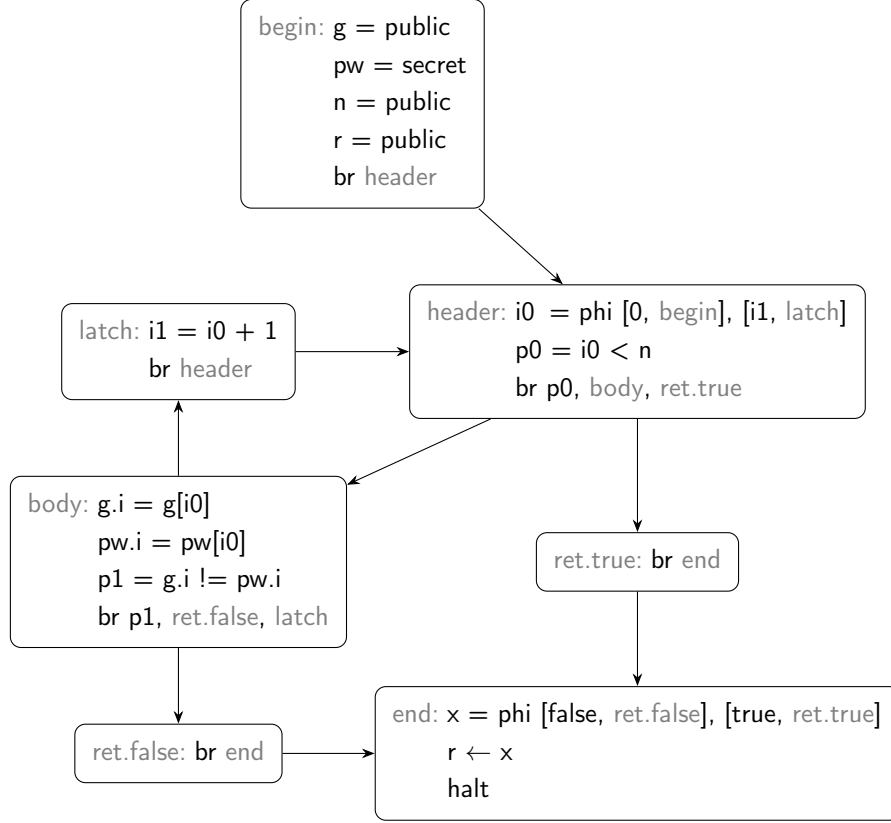 begin: g = public
pw = secret
n = public
r = public
br header
header: i0 = phi [0, begin], [i1, latch]
p0 = i0 < n
br p0, body, ret.true
latch: i1 = i0 + 1
br header
body: g.i = g[i0]
pw.i = pw[i0]
p1 = g.i != pw.i
br p1, ret.false, latch
ret.true: br end
ret.false: br end
end: x = phi [false, ret.false], [true, ret.true]
r ← x
halt